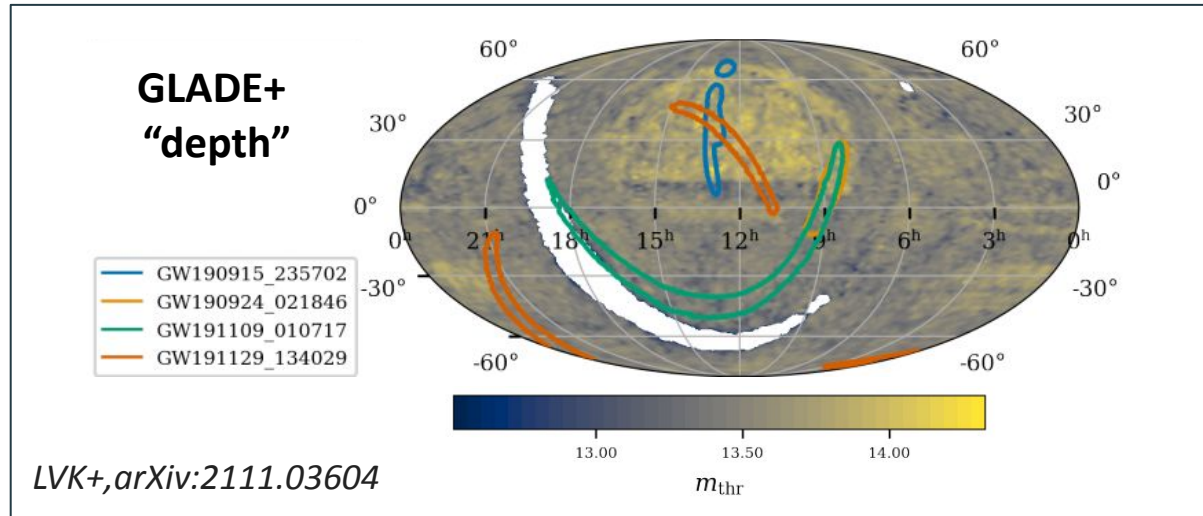 GLADE+
“depth”
60°
60°
30°
30°
0°
0°
0ʰ
21ʰ
18ʰ
15ʰ
12ʰ
9ʰ
6ʰ
3ʰ
0ʰ
-30°
-30°
-60°
-60°
GW190915_235702
GW190924_021846
GW191109_010717
GW191129_134029
13.00
13.50
14.00
mthr
LVK+,arXiv:2111.03604